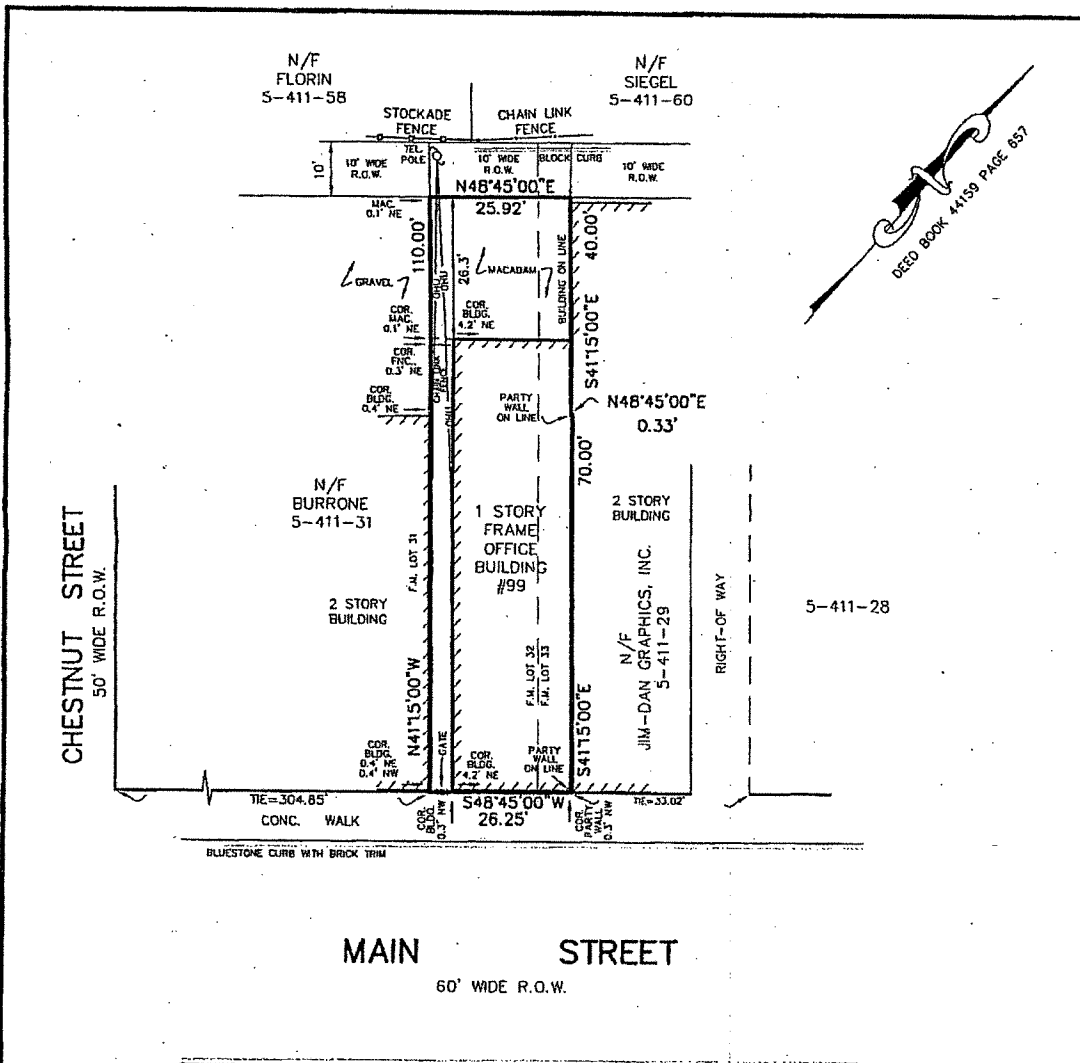 N/F
FLORIN
5-411-58
N/F
SIEGEL
5-411-60
STOCKADE
FENCE
CHAIN LINK
FENCE
DEED BOOK 44159 PAGE 657
10'
10' WIDE
R.O.W.
TEL.
POLE
10' WIDE
R.O.W.
BLOCK CURB
10' WIDE
R.O.W.
N48°45'00"E
25.92'
MAC.
0.1' NE
110.00'
OHU
OHU
26.3'
GRAVEL
MACADAM
BUILDING ON LINE
40.00'
S41°15'00"E
COR.
MAC.
0.1' NE
COR.
BLDG.
4.2' NE
COR.
FNC.
0.3' NE
CHAIN LINK
FENCE
OHU
COR.
BLDG.
0.4' NE
PARTY
WALL
ON LINE
N48°45'00"E
0.33'
70.00'
N/F
BURRONE
5-411-31
F.M. LOT 31
1 STORY
FRAME
OFFICE
BUILDING
#99
2 STORY
BUILDING
CHESTNUT STREET
50' WIDE R.O.W.
2 STORY
BUILDING
N/F
JIM-DAN GRAPHICS, INC.
5-411-29
RIGHT-OF WAY
5-411-28
F.M. LOT 32
F.M. LOT 33
N41°15'00"W
S41°15'00"E
COR.
BLDG.
0.4' NE
0.4' NW
GATE
COR.
BLDG.
4.2' NE
PARTY
WALL
ON LINE
TIE=304.85'
S48°45'00"W
26.25'
TIE=33.02'
CONC. WALK
COR.
BLDG.
0.3' NW
COR.
PARTY
WALL
0.3' NW
BLUESTONE CURB WITH BRICK TRIM
MAIN STREET
60' WIDE R.O.W.